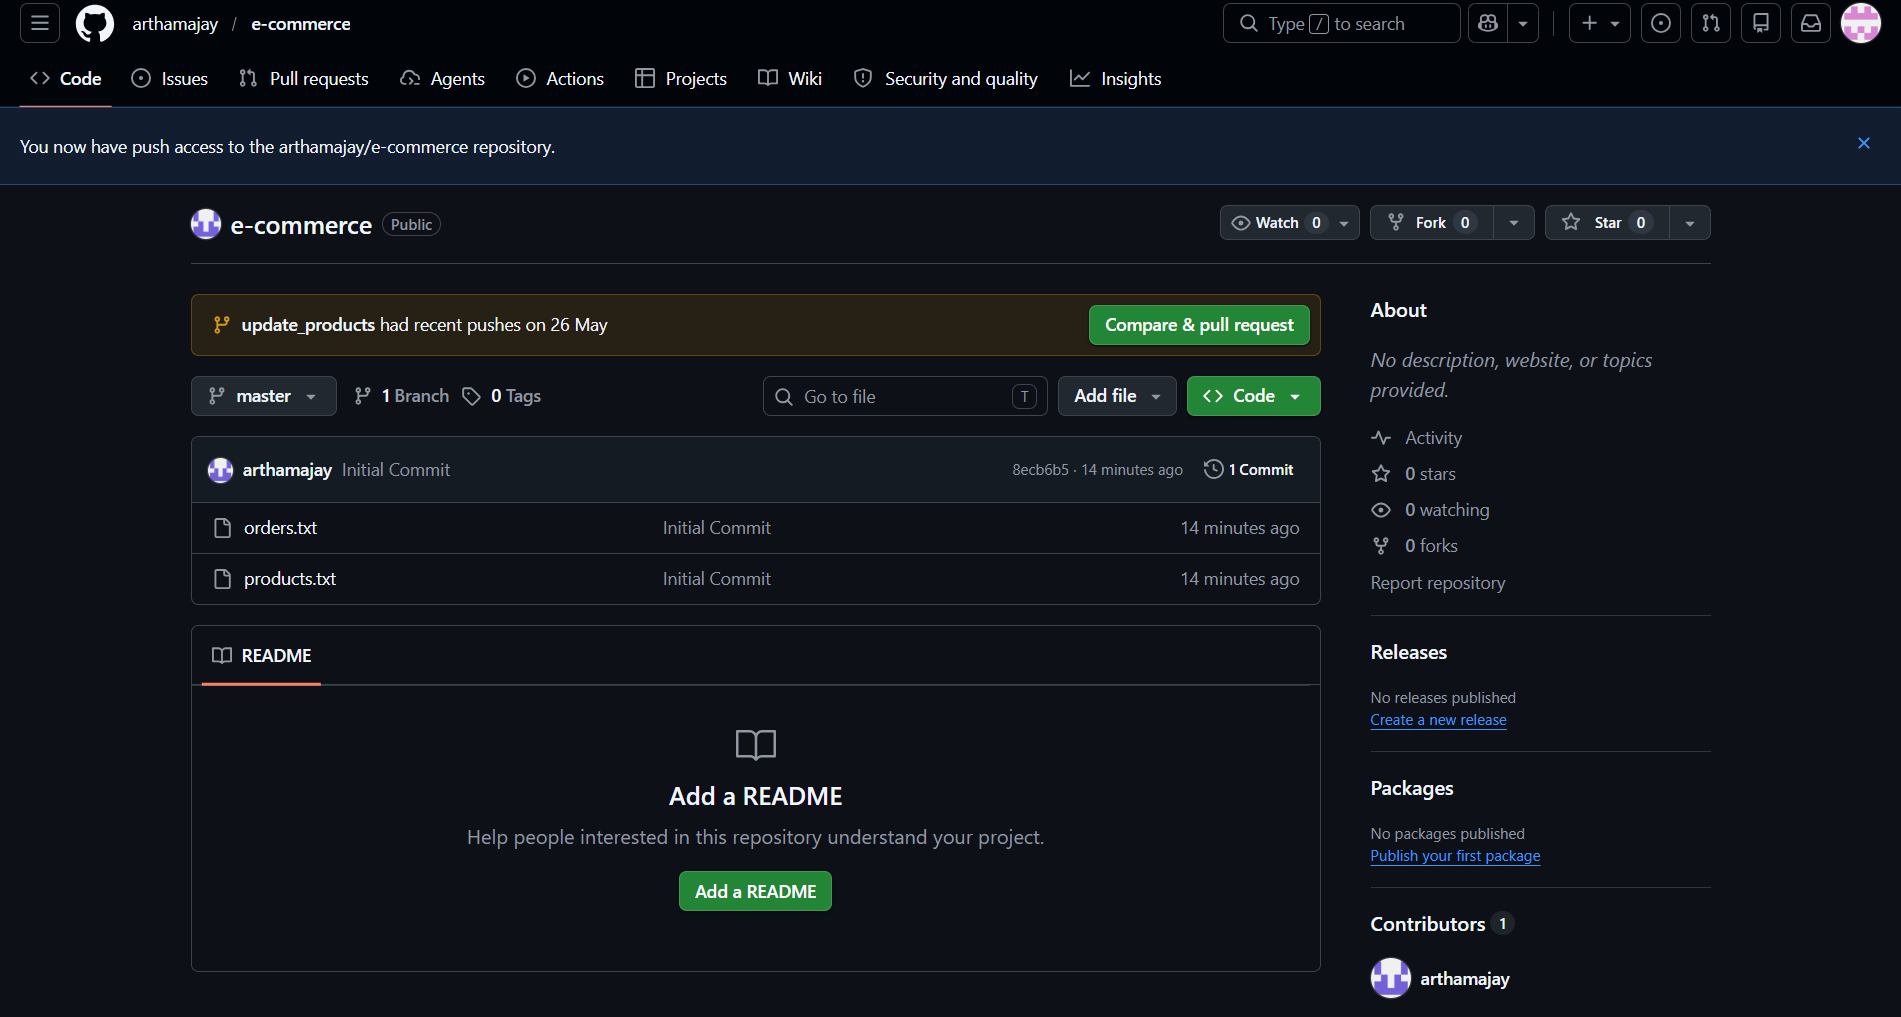 arthamajay / e-commerce
Type / to search
Code
Issues
Pull requests
Agents
Actions
Projects
Wiki
Security and quality
Insights
You now have push access to the arthamajay/e-commerce repository.
e-commerce Public
Watch 0
Fork 0
Star 0
update_products had recent pushes on 26 May
Compare & pull request
master
1 Branch
0 Tags
Go to file T
Add file
Code
arthamajay Initial Commit
8ecb6b5 · 14 minutes ago
1 Commit
orders.txt Initial Commit 14 minutes ago
products.txt Initial Commit 14 minutes ago
README
Add a README
Help people interested in this repository understand your project.
Add a README
About
No description, website, or topics
provided.
Activity
0 stars
0 watching
0 forks
Report repository
Releases
No releases published
Create a new release
Packages
No packages published
Publish your first package
Contributors 1
arthamajay